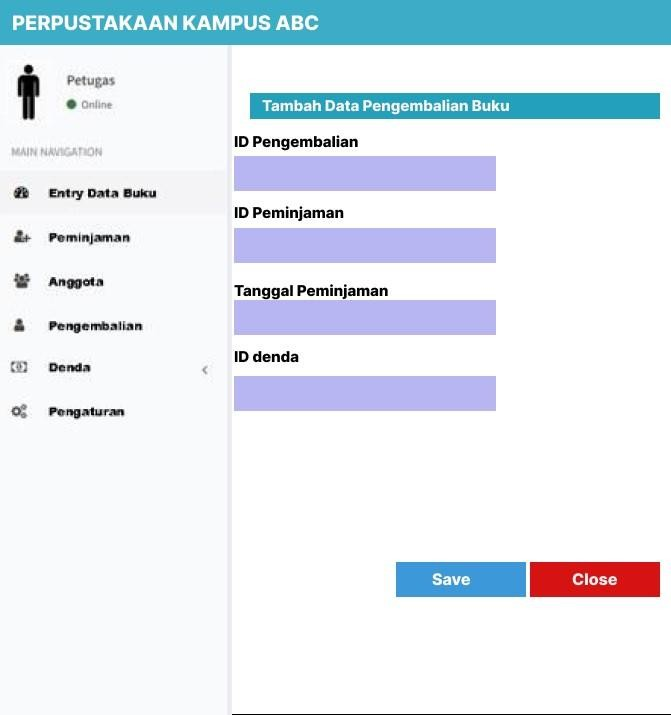 PERPUSTAKAAN KAMPUS ABC
Petugas
Online
MAIN NAVIGATION
Entry Data Buku
Peminjaman
Anggota
Pengembalian
Denda
Pengaturan
Tambah Data Pengembalian Buku
ID Pengembalian
ID Peminjaman
Tanggal Peminjaman
ID denda
Save
Close